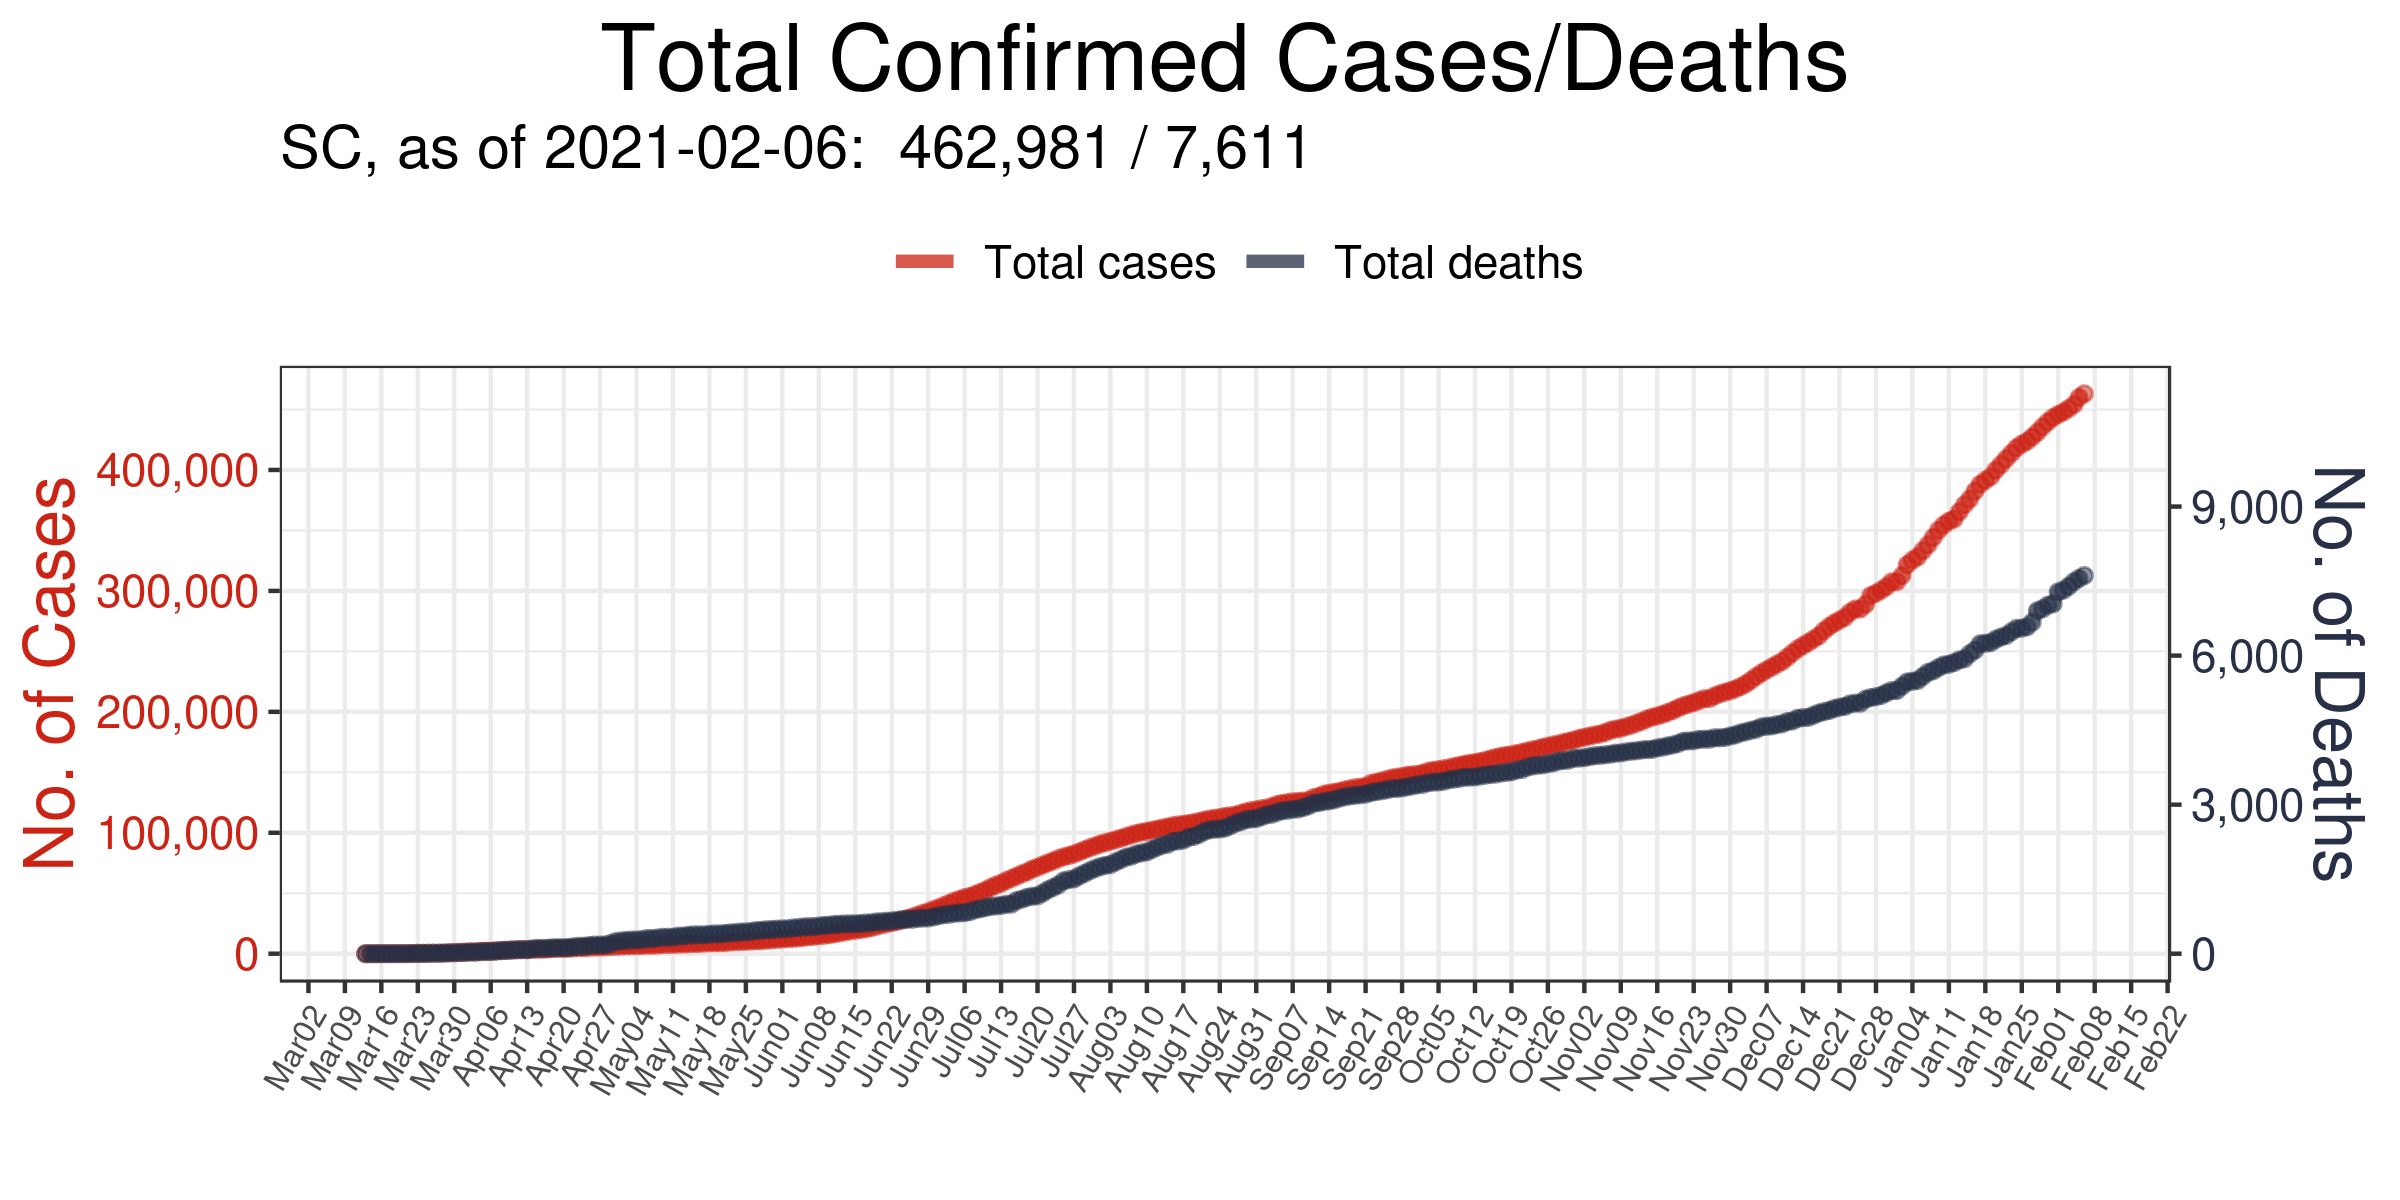 Total Confirmed Cases/Deaths
SC, as of 2021-02-06:  462,981 / 7,611
Total cases
Total deaths
No. of Cases
400,000
300,000
200,000
100,000
0
9,000
6,000
3,000
0
No. of Deaths
Mar02
Mar09
Mar16
Mar23
Mar30
Apr06
Apr13
Apr20
Apr27
May04
May11
May18
May25
Jun01
Jun08
Jun15
Jun22
Jun29
Jul06
Jul13
Jul20
Jul27
Aug03
Aug10
Aug17
Aug24
Aug31
Sep07
Sep14
Sep21
Sep28
Oct05
Oct12
Oct19
Oct26
Nov02
Nov09
Nov16
Nov23
Nov30
Dec07
Dec14
Dec21
Dec28
Jan04
Jan11
Jan18
Jan25
Feb01
Feb08
Feb15
Feb22